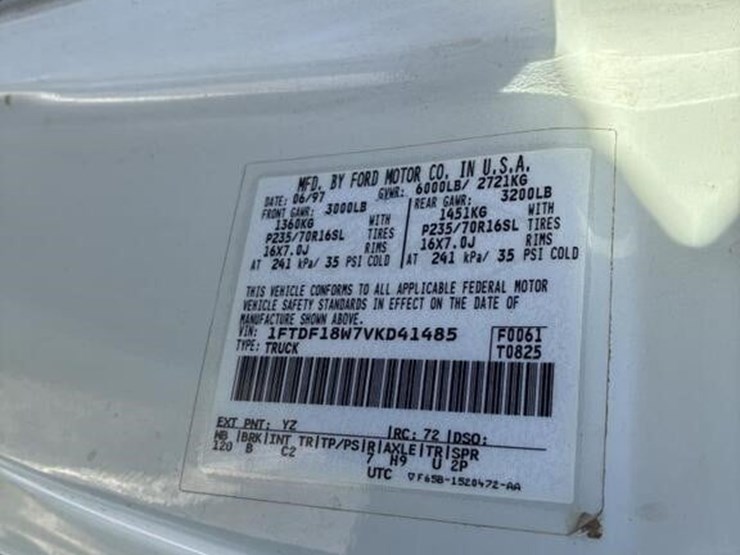 MFD. BY FORD MOTOR CO. IN U.S.A.
DATE: 06/97 GVWR: 6000LB/ 2721KG
FRONT GAWR: 3000LB REAR GAWR: 3200LB
1360KG WITH 1451KG WITH
P235/70R16SL TIRES P235/70R16SL TIRES
16X7.0J RIMS 16X7.0J RIMS
AT 241 kPa/ 35 PSI COLD AT 241 kPa/ 35 PSI COLD
THIS VEHICLE CONFORMS TO ALL APPLICABLE FEDERAL MOTOR
VEHICLE SAFETY STANDARDS IN EFFECT ON THE DATE OF
MANUFACTURE SHOWN ABOVE.
VIN: 1FTDF18W7VKD41485 F0061
TYPE: TRUCK T0825
EXT PNT: YZ RC: 72 DSO:
WB BRK INT TR TP/PS R AXLE TR SPR
120 B C2 7 H9 U 2P
UTC ▽ F65B-1520472-AA